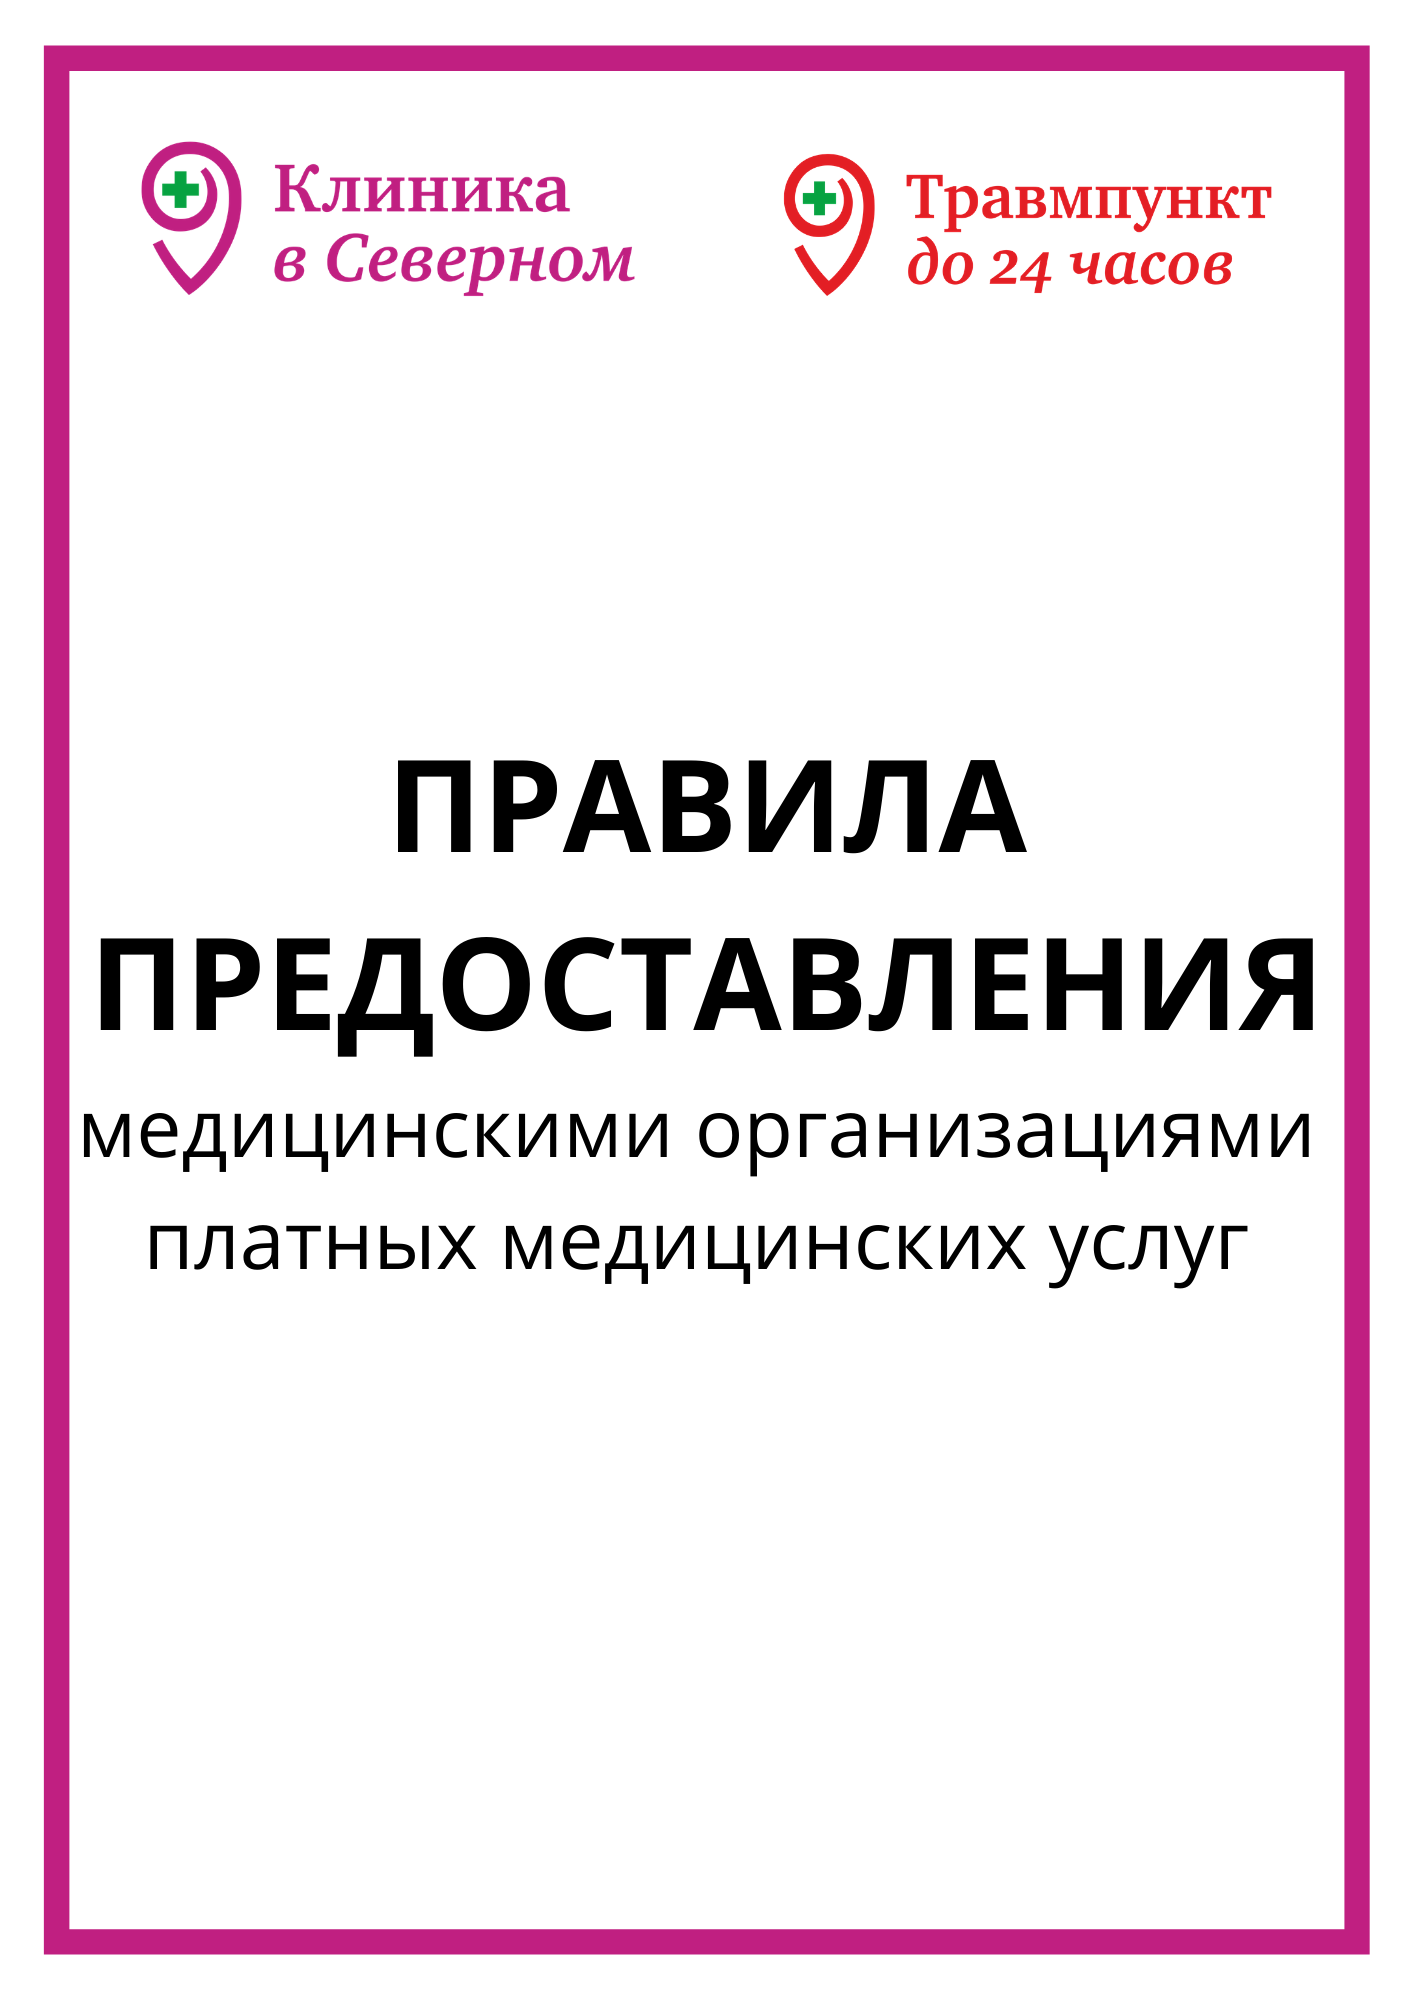 Клиника
в Северном
Травмпункт
до 24 часов
ПРАВИЛА
ПРЕДОСТАВЛЕНИЯ
медицинскими организациями
платных медицинских услуг